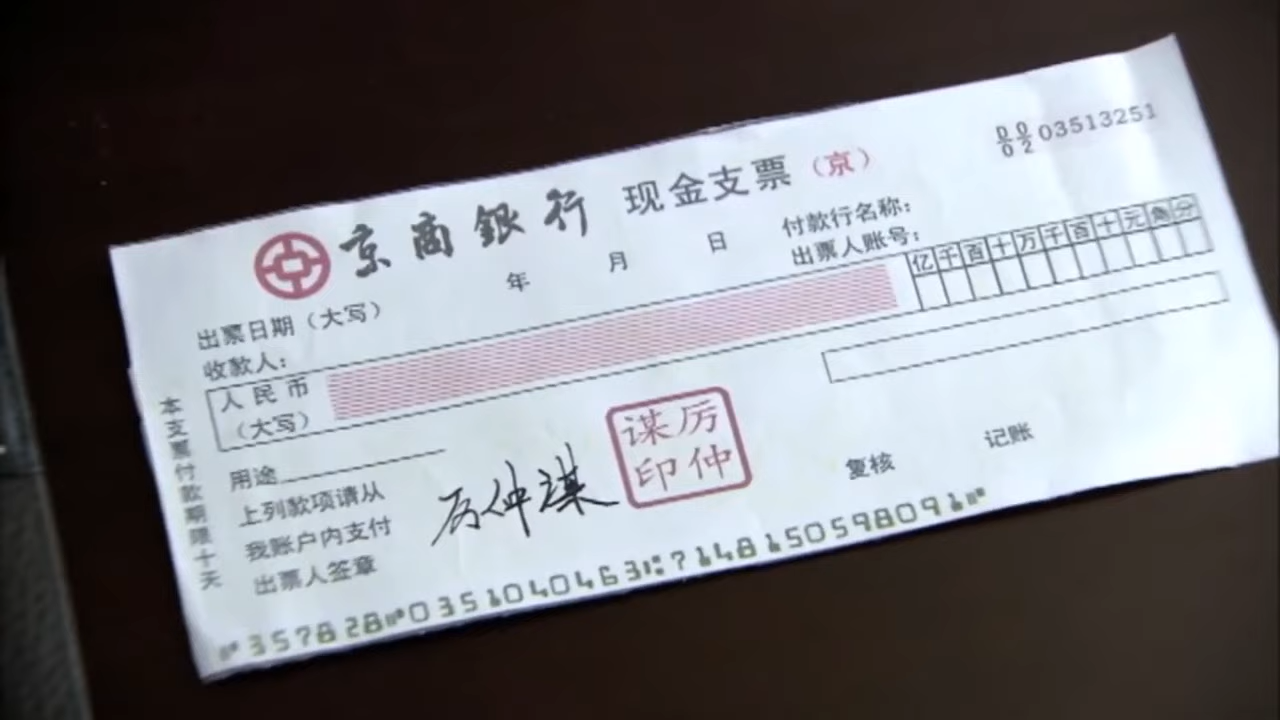 D0
02 03513251
京商銀行 现金支票(京)
年 月 日 付款行名称:
出票日期(大写) 出票人账号:
收款人:
人民币
(大写)
亿千百十万千百十元角分
用途
上列款项请从
我账户内支付
出票人签章
厉仲谋
厉仲
谋印
复核 记账
本支票付款期限十天
⑈357828⑈0351040463⑆7148150598091⑈